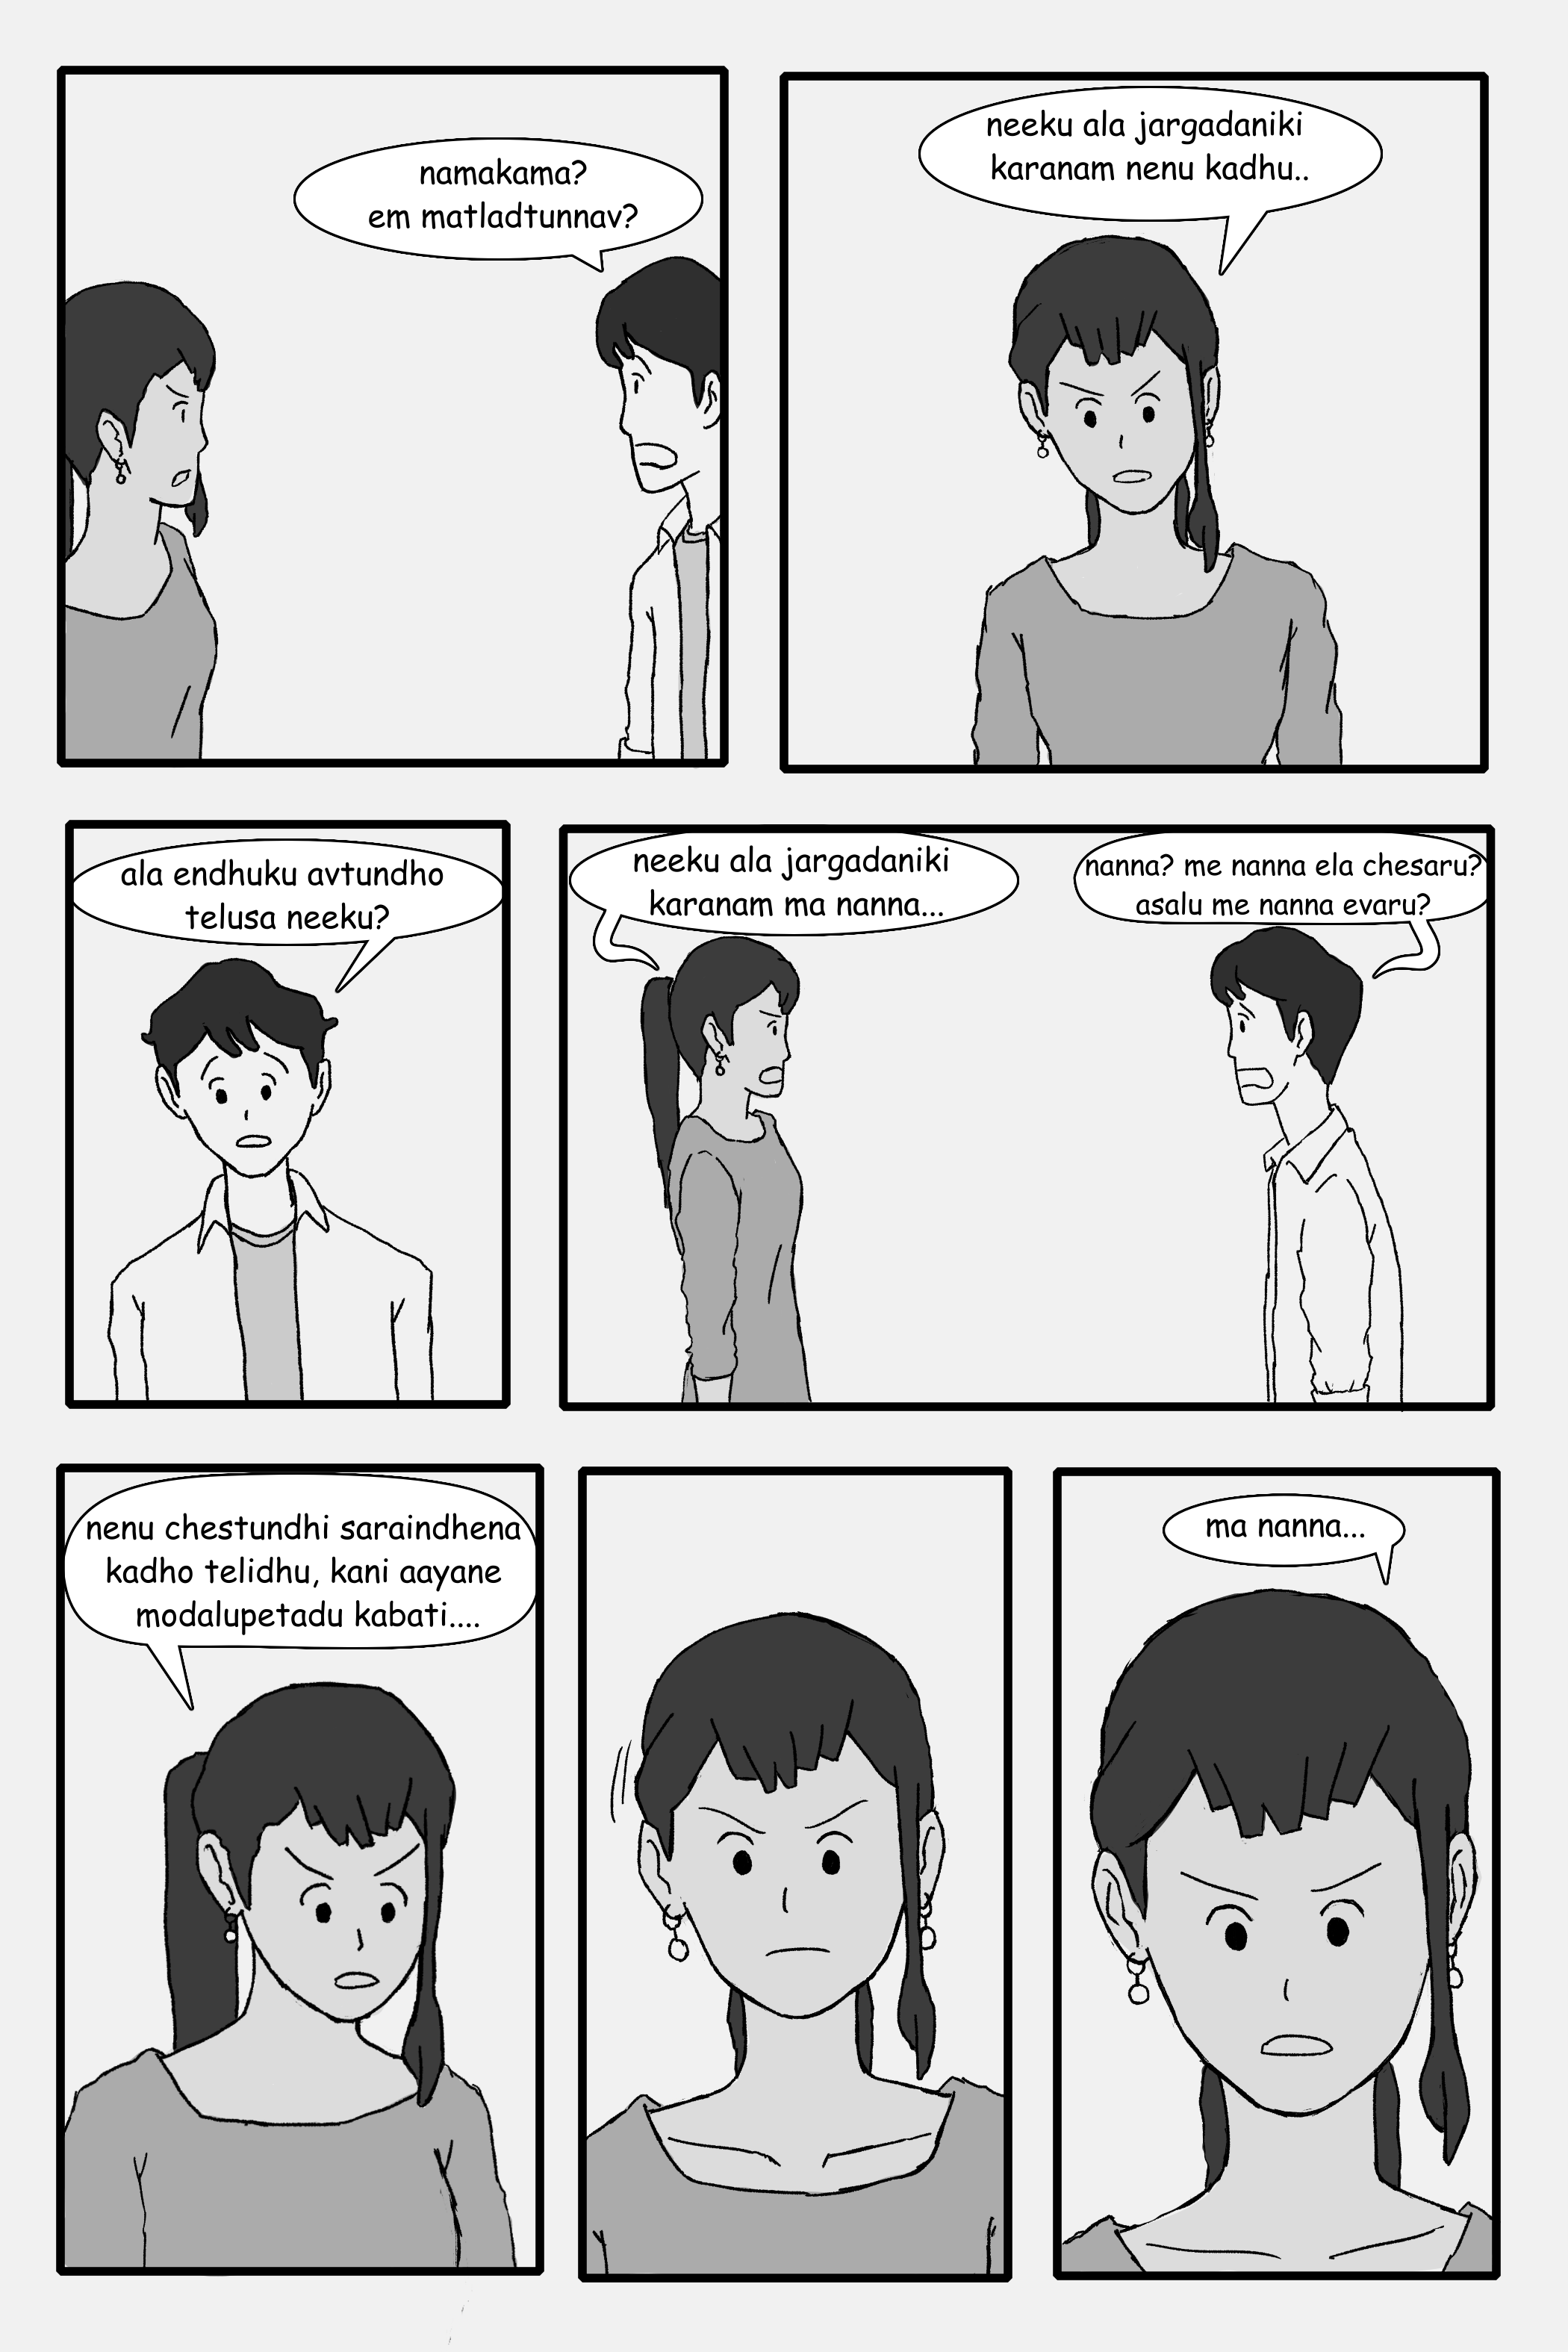 namakama?
em matladtunnav?
neeku ala jargadaniki
karanam nenu kadhu..
ala endhuku avtundho
telusa neeku?
neeku ala jargadaniki
karanam ma nanna...
nanna? me nanna ela chesaru?
asalu me nanna evaru?
nenu chestundhi saraindhena
kadho telidhu, kani aayane
modalupetadu kabati....
ma nanna...